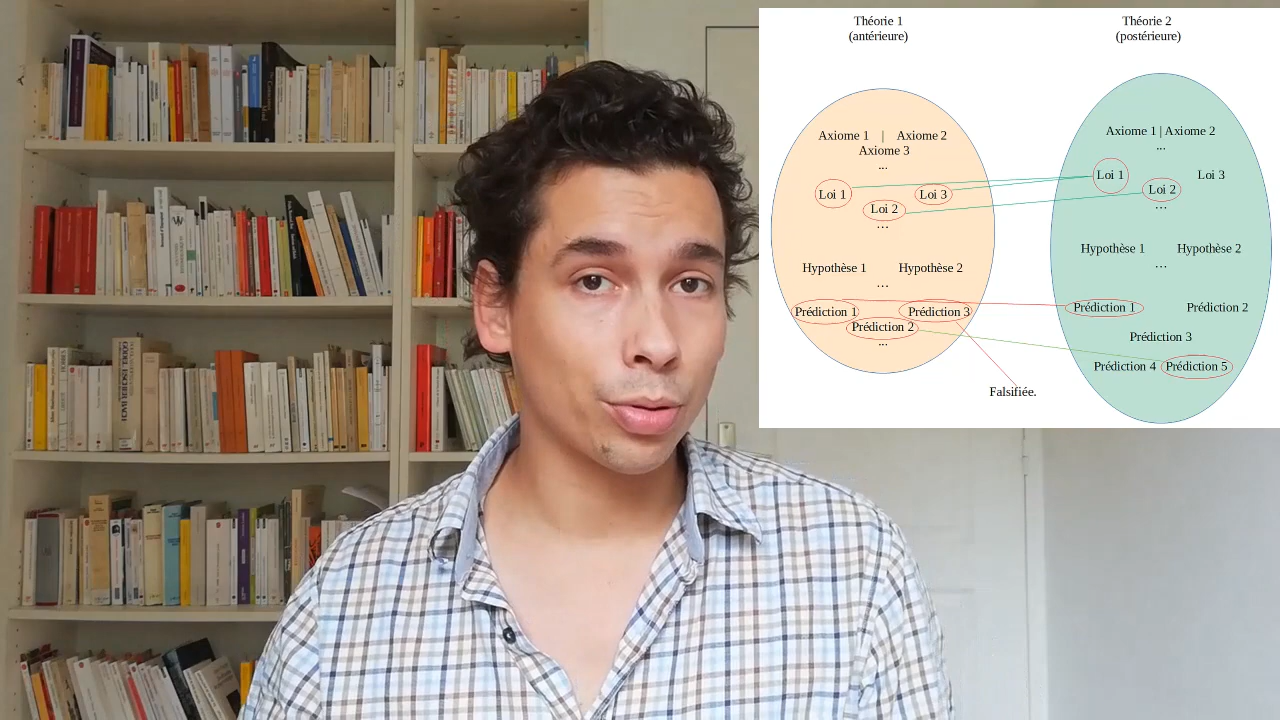 Théorie 1
(antérieure)
Axiome 1 | Axiome 2
Axiome 3
...
Loi 1
Loi 3
Loi 2
...
Hypothèse 1
Hypothèse 2
...
Prédiction 1
Prédiction 3
Prédiction 2
...
Falsifiée.
Théorie 2
(postérieure)
Axiome 1 | Axiome 2
...
Loi 1
Loi 3
Loi 2
...
Hypothèse 1
Hypothèse 2
...
Prédiction 1
Prédiction 2
Prédiction 3
Prédiction 4
Prédiction 5